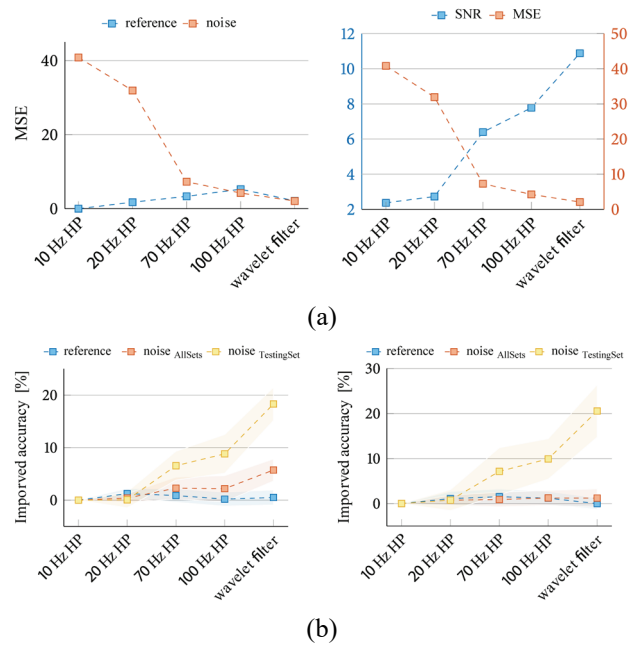 reference noise
MSE
40
20
0
10 Hz HP
20 Hz HP
70 Hz HP
100 Hz HP
wavelet filter
SNR MSE
12
10
8
6
4
2
50
40
30
20
10
0
10 Hz HP
20 Hz HP
70 Hz HP
100 Hz HP
wavelet filter
(a)
reference noise AllSets noise TestingSet
Imporved accuracy [%]
20
10
0
10 Hz HP
20 Hz HP
70 Hz HP
100 Hz HP
wavelet filter
reference noise AllSets noise TestingSet
Imporved accuracy [%]
30
20
10
0
10 Hz HP
20 Hz HP
70 Hz HP
100 Hz HP
wavelet filter
(b)